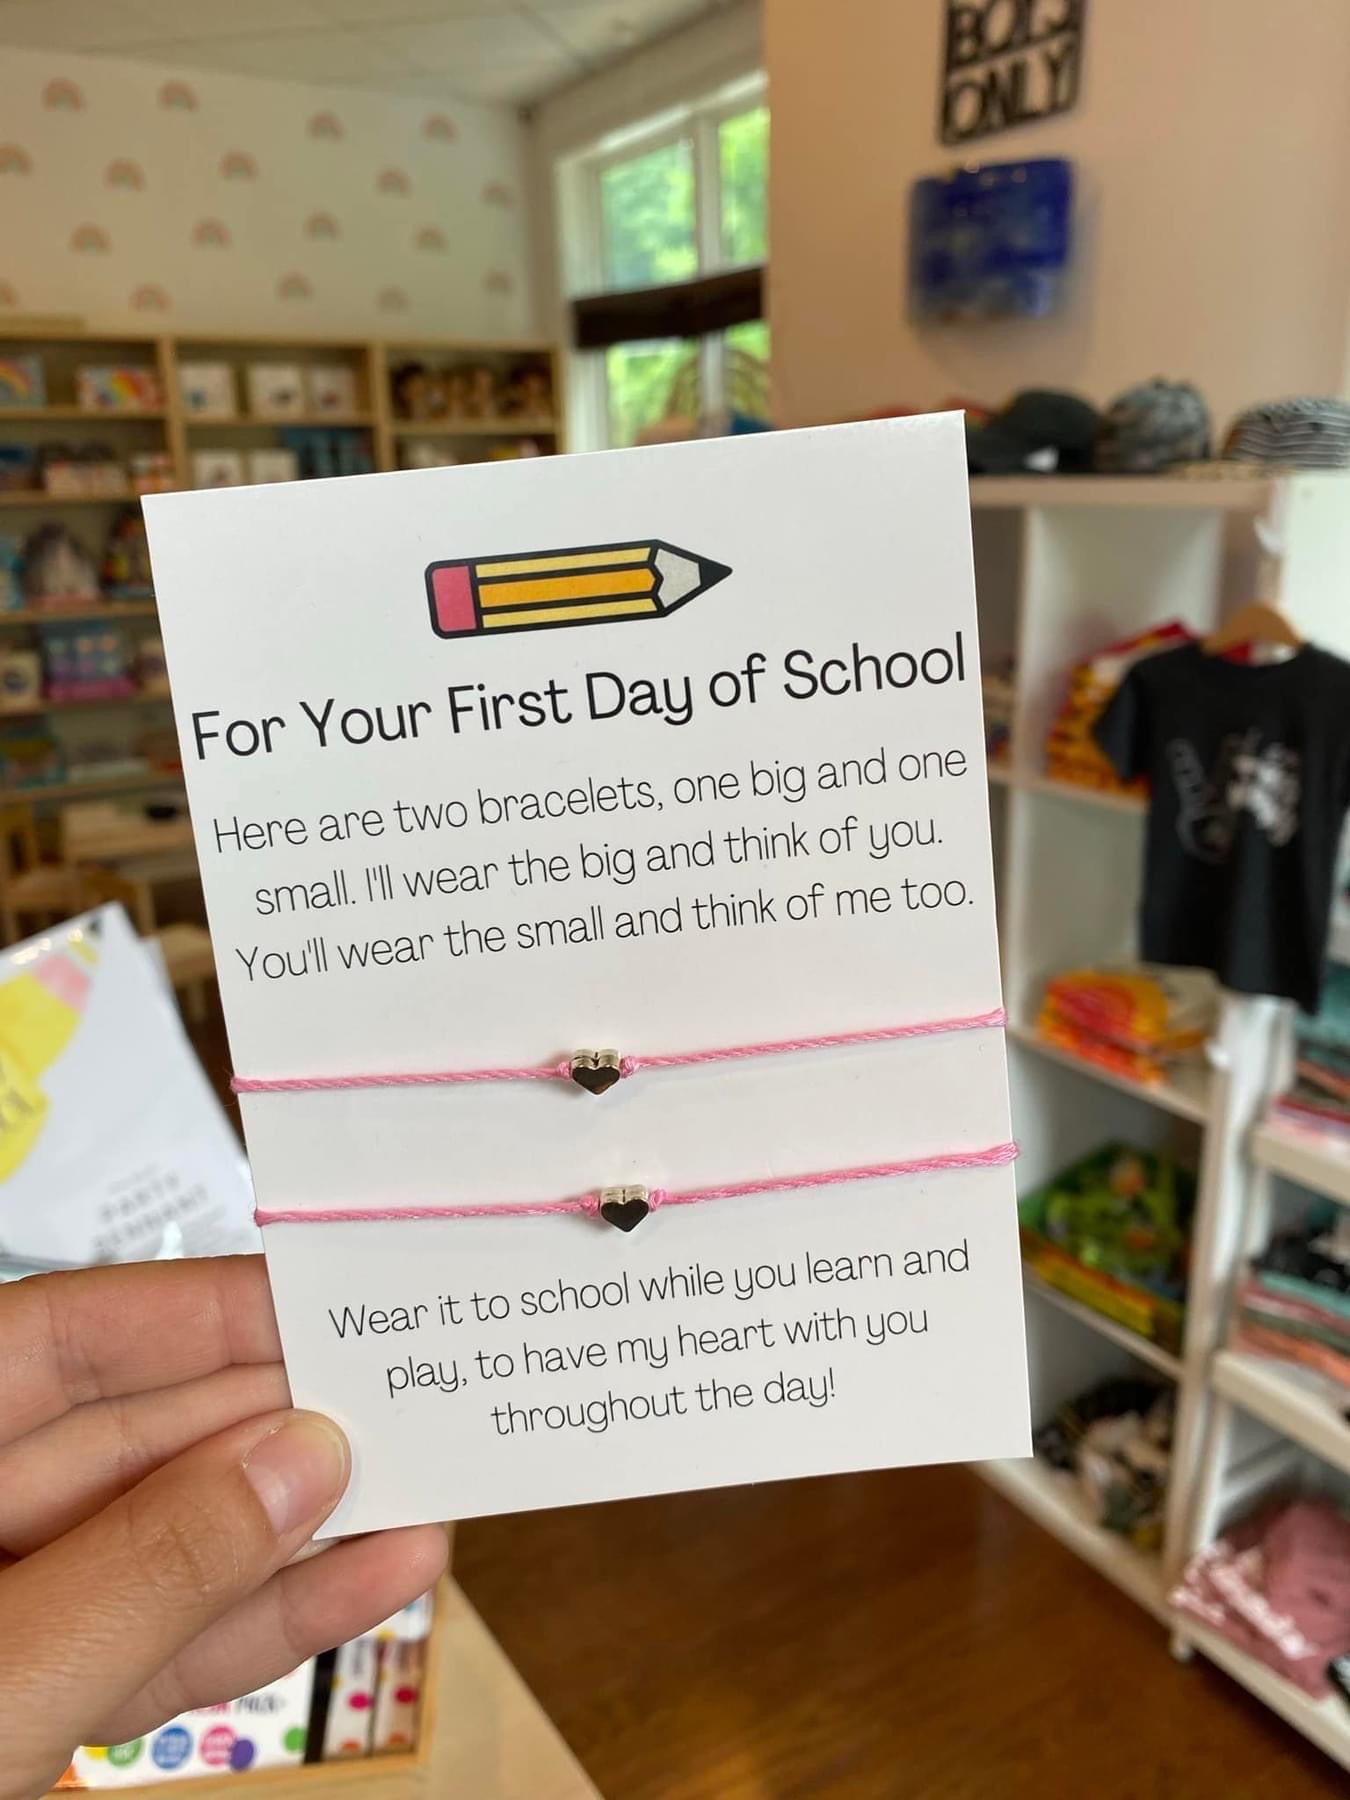 BOYS
ONLY
For Your First Day of School
Here are two bracelets, one big and one
small. I'll wear the big and think of you.
You'll wear the small and think of me too.
Wear it to school while you learn and
play, to have my heart with you
throughout the day!
PARTY
PENNANT